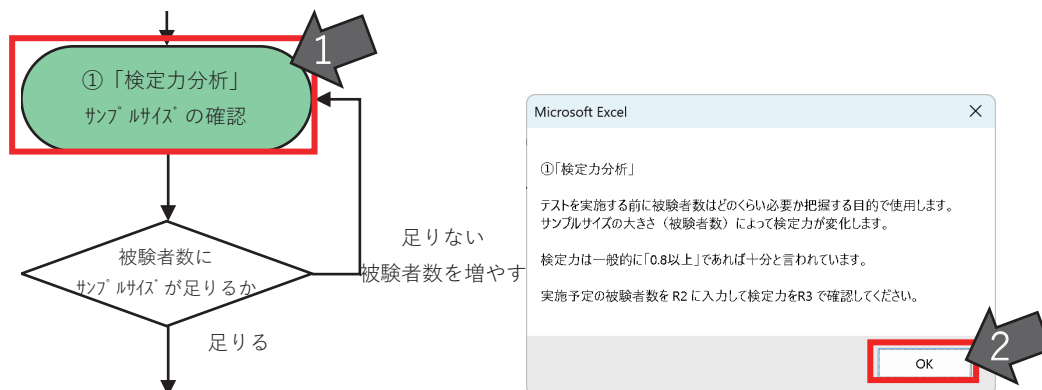 1
①「検定力分析」
ｻﾝﾌﾟﾙｻｲｽﾞの確認
被験者数に
ｻﾝﾌﾟﾙｻｲｽﾞが足りるか
足りない
被験者数を増やす
足りる
Microsoft Excel
①「検定力分析」
テストを実施する前に被験者数はどのくらい必要か把握する目的で使用します。
サンプルサイズの大きさ（被験者数）によって検定力が変化します。
検定力は一般的に「0.8以上」であれば十分と言われています。
実施予定の被験者数を R2 に入力して検定力をR3 で確認してください。
OK
2